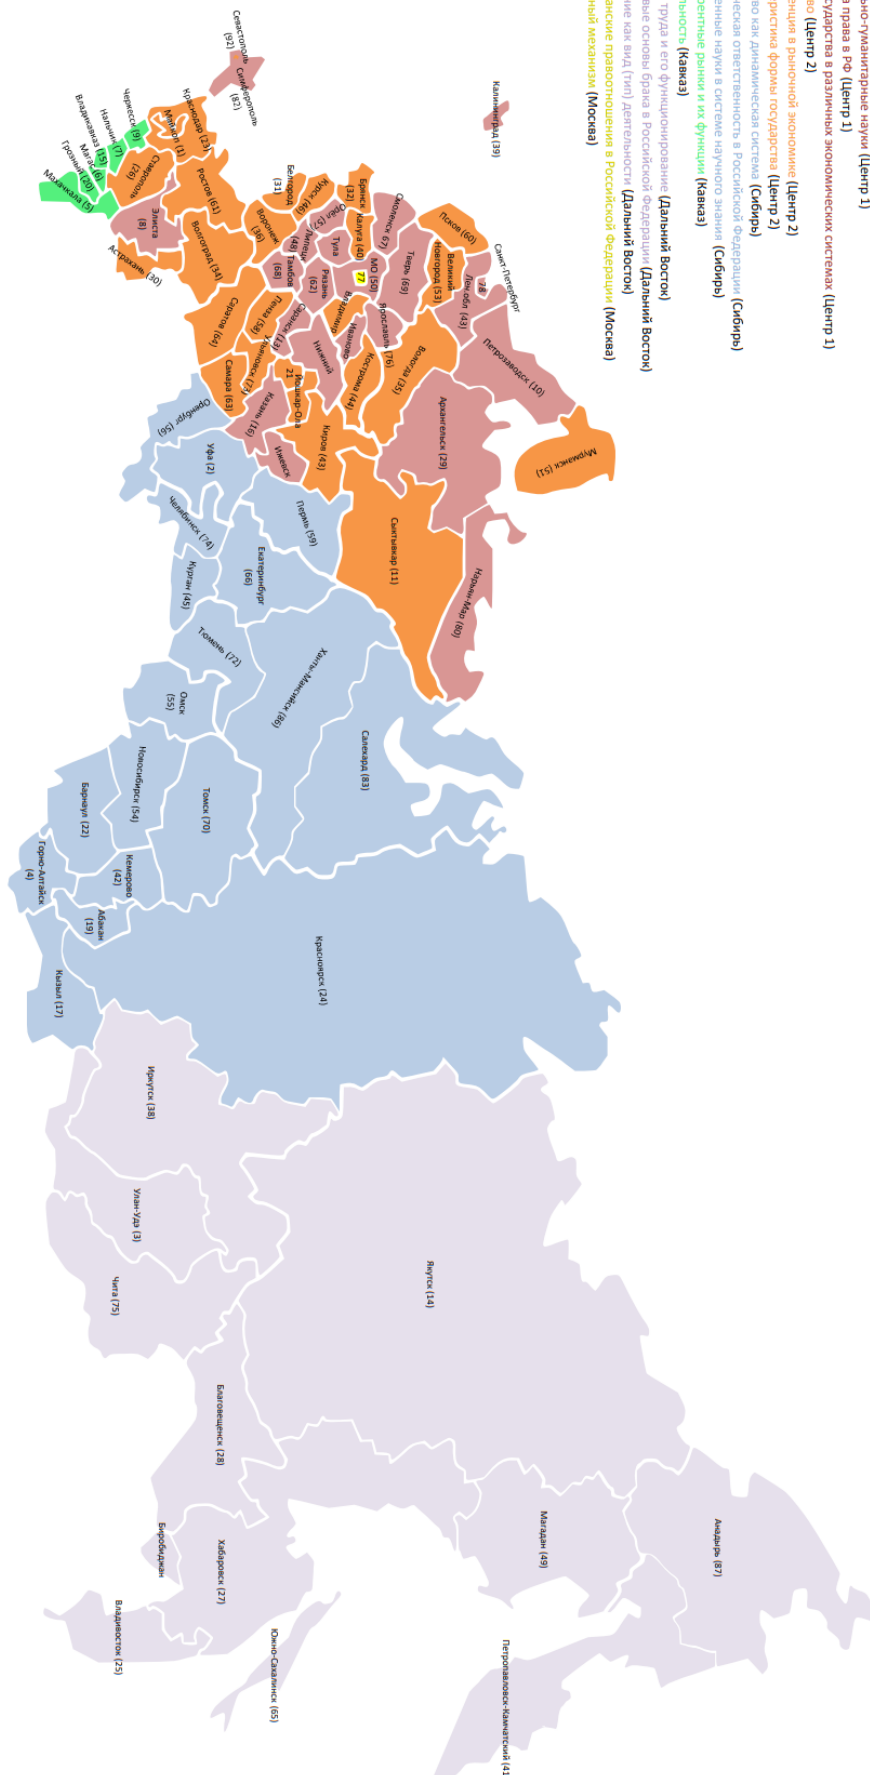 льно-гуманитарные науки (Центр 1)
а права в РФ (Центр 1)
сударства в различных экономических системах (Центр 1)
во (Центр 2)
енция в рыночной экономике (Центр 2)
еристика формы государства (Центр 2)
во как динамическая система (Сибирь)
ческая ответственность в Российской Федерации (Сибирь)
енные науки в системе научного знания (Сибирь)
рентные рынки и их функции (Кавказ)
льность (Кавказ)
труда и его функционирование (Дальний Восток)
вые основы брака в Российской Федерации (Дальний Восток)
ние как вид (тип) деятельности (Дальний Восток)
данские правоотношения в Российской Федерации (Москва)
ный механизм (Москва)
Калининград (39)
Севастополь (92)
Симферополь (82)
Краснодар (23)
Майкоп (1)
Черкесск (9)
Нальчик (7)
Владикавказ (15)
Магас (6)
Грозный (20)
Махачкала (5)
Ставрополь (26)
Ростов (61)
Элиста (8)
Астрахань (30)
Волгоград (34)
Белгород (31)
Курск (46)
Воронеж (36)
Брянск (32)
Орёл (57)
Липецк (48)
Тамбов (68)
Калуга (40)
Тула
Рязань (62)
МО (50)
77
Смоленск (67)
Псков (60)
Великий Новгород (53)
Тверь (69)
Санкт-Петербург
78
Лен.обл (43)
Петрозаводск (10)
Мурманск (51)
Владимир
Иваново
Ярославль (76)
Кострома (44)
Вологда (35)
Архангельск (29)
Нарьян-Мар (80)
Нижний
Саранск (13)
Пенза (58)
Ульяновск (73)
Саратов (64)
Самара (63)
Йошкар-Ола
21
Казань (16)
Киров (43)
Ижевск
Сыктывкар (11)
Оренбург (56)
Уфа (2)
Пермь (59)
Челябинск (74)
Екатеринбург (66)
Курган (45)
Тюмень (72)
Ханты-Мансийск (86)
Салехард (83)
Омск (55)
Новосибирск (54)
Томск (70)
Барнаул (22)
Кемерово (42)
Горно-Алтайск (4)
Абакан (19)
Кызыл (17)
Красноярск (24)
Иркутск (38)
Улан-Удэ (3)
Чита (75)
Якутск (14)
Благовещенск (28)
Биробиджан
Хабаровск (27)
Владивосток (25)
Южно-Сахалинск (65)
Магадан (49)
Анадырь (87)
Петропавловск-Камчатский (41